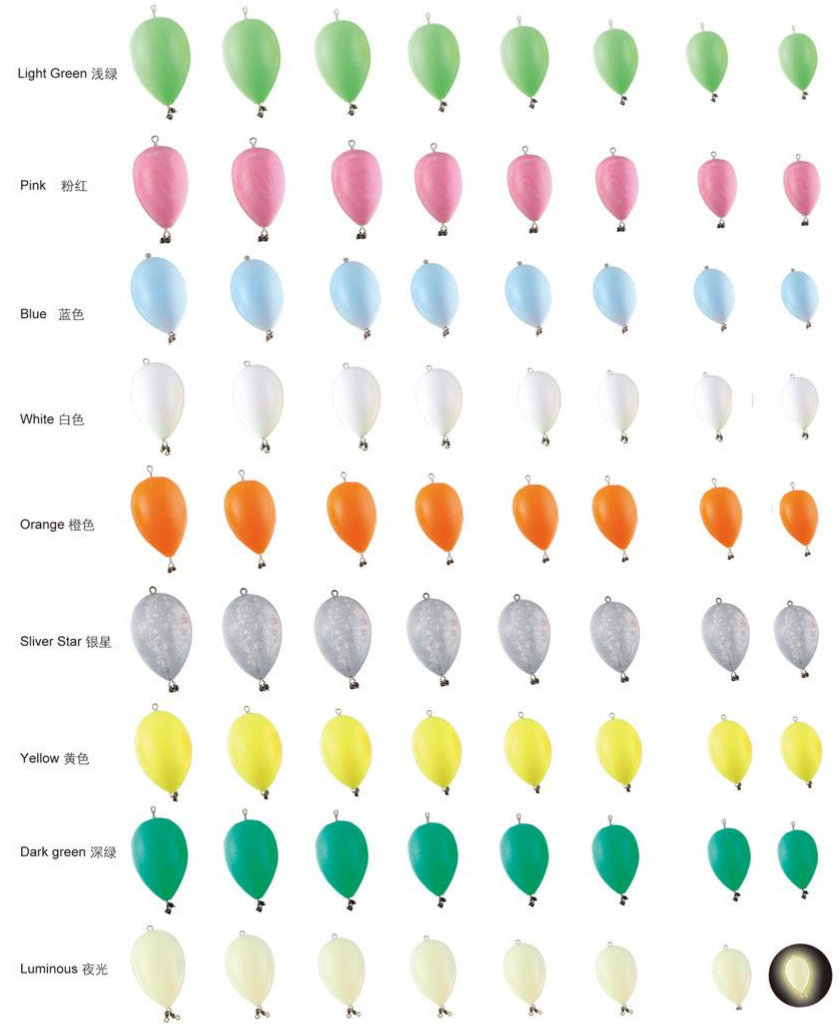 Light Green 浅绿
Pink 粉红
Blue 蓝色
White 白色
Orange 橙色
Sliver Star 银星
Yellow 黄色
Dark green 深绿
Luminous 夜光